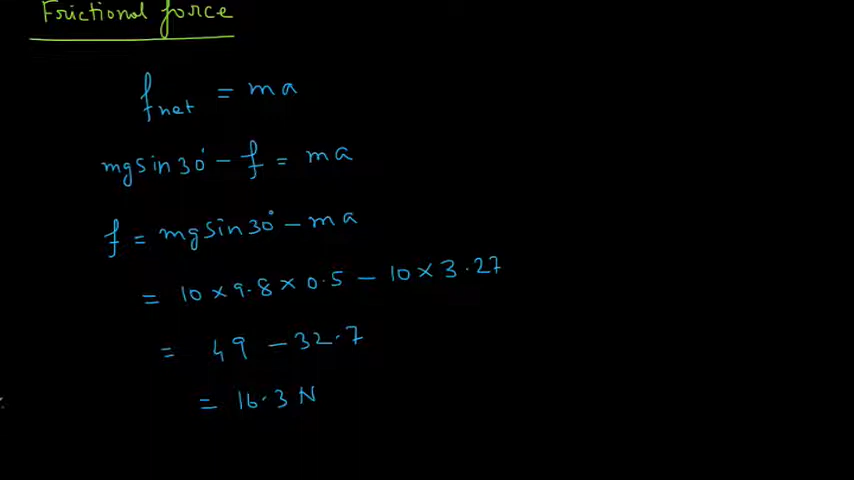 Frictional force
fnet = ma
mgsin30° - f = ma
f = mgsin30° - ma
= 10 × 9.8 × 0.5 - 10 × 3.27
= 49 - 32.7
= 16.3 N